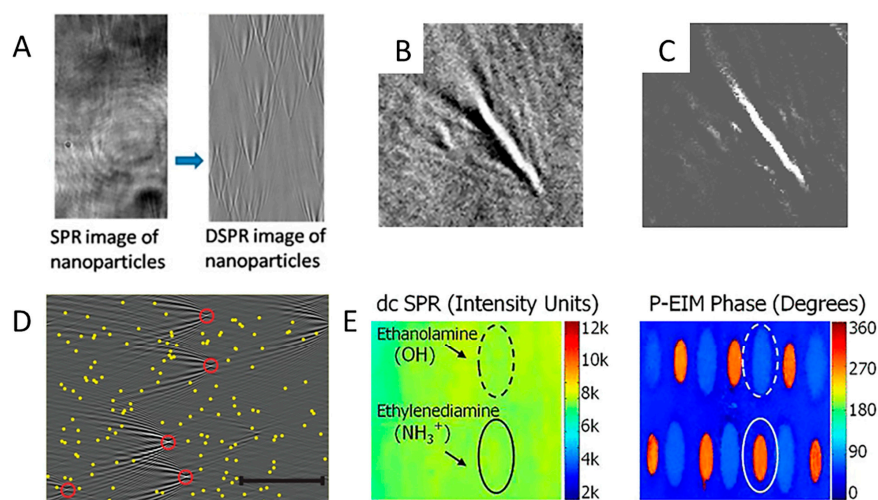 A
SPR image of
nanoparticles
DSPR image of
nanoparticles
B
C
D
E
dc SPR (Intensity Units)
Ethanolamine
(OH)
Ethylenediamine
(NH₃⁺)
12k
10k
8k
6k
4k
2k
P-EIM Phase (Degrees)
360
270
180
90
0